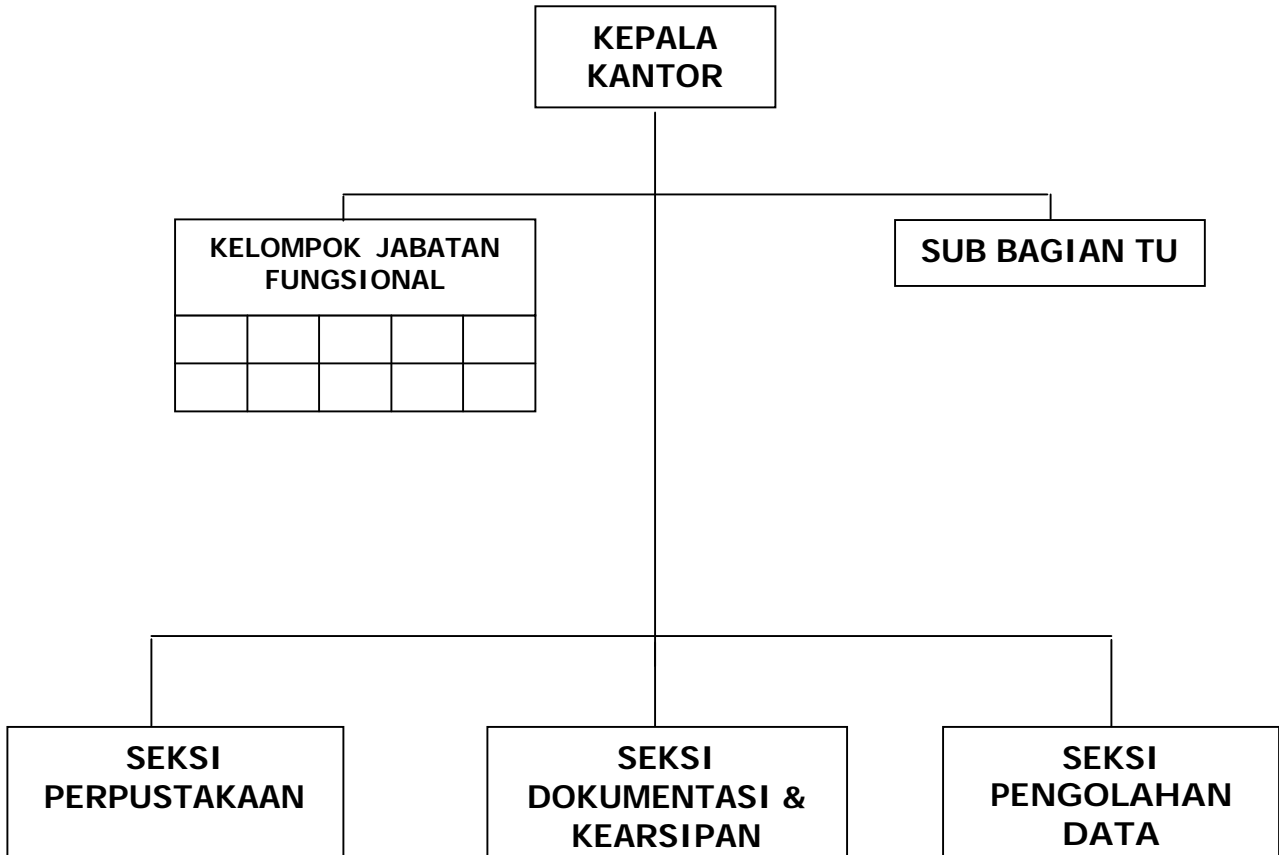 KEPALA
KANTOR
KELOMPOK JABATAN
FUNGSIONAL
SUB BAGIAN TU
SEKSI
PERPUSTAKAAN
SEKSI
DOKUMENTASI &
KEARSIPAN
SEKSI
PENGOLAHAN
DATA